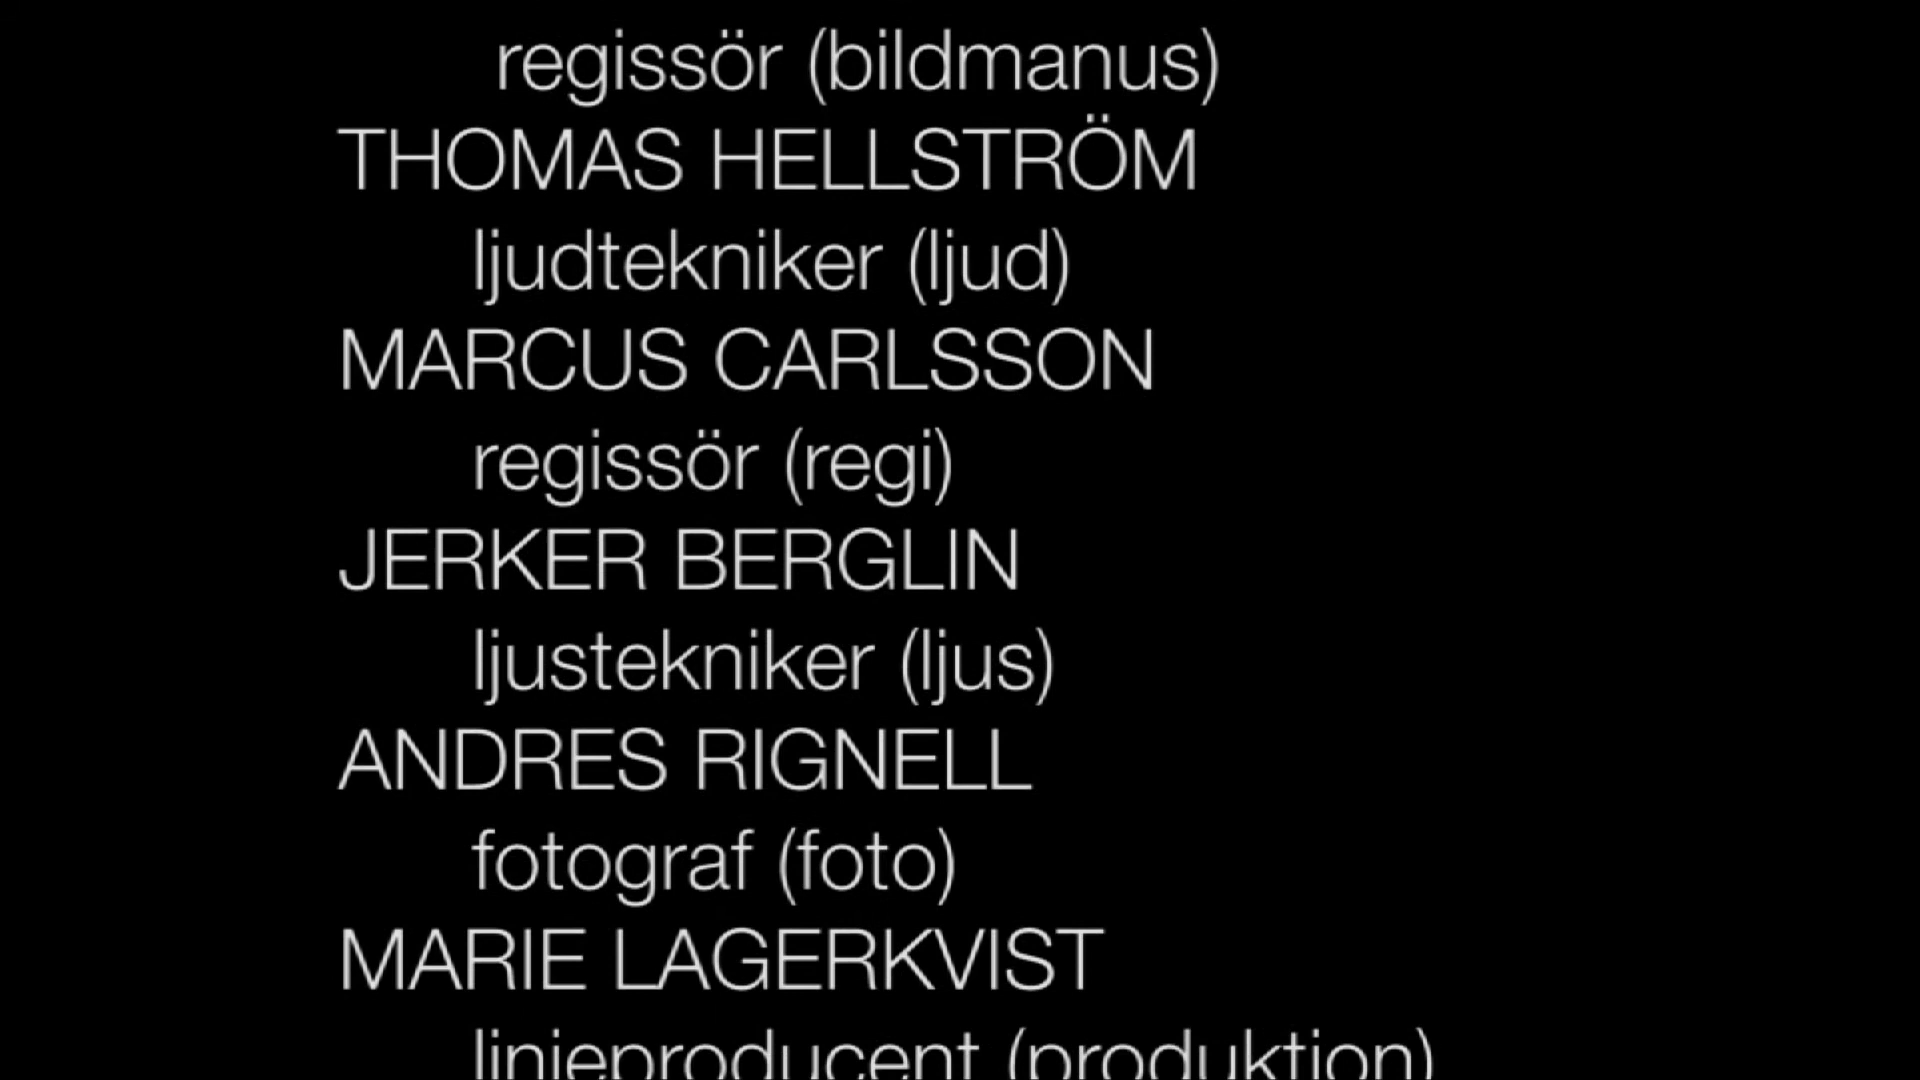 regissör (bildmanus)
THOMAS HELLSTRÖM
ljudtekniker (ljud)
MARCUS CARLSSON
regissör (regi)
JERKER BERGLIN
ljustekniker (ljus)
ANDRES RIGNELL
fotograf (foto)
MARIE LAGERKVIST
linjeproducent (produktion)